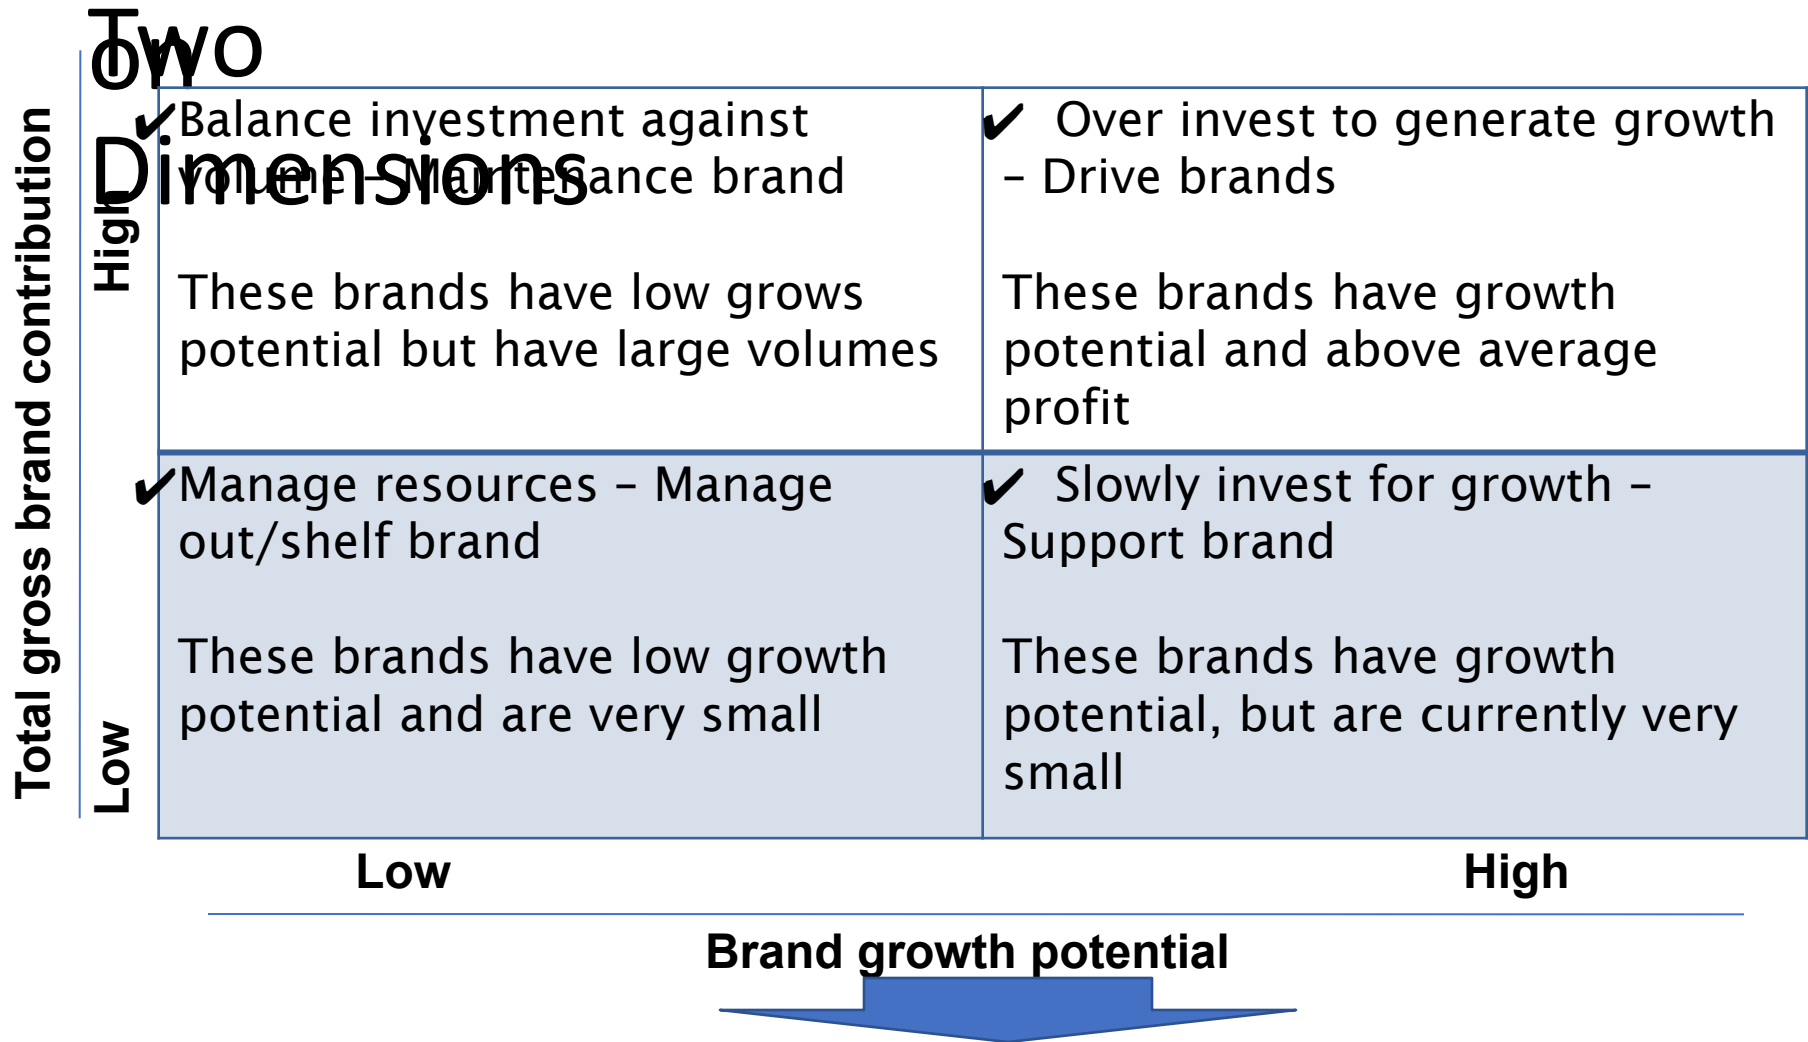 Two
on
Dimensions
Total gross brand contribution
High
Low
✔Balance investment against
volume – Maintenance brand
These brands have low grows
potential but have large volumes
✔ Over invest to generate growth
– Drive brands
These brands have growth
potential and above average
profit
✔Manage resources – Manage
out/shelf brand
These brands have low growth
potential and are very small
✔ Slowly invest for growth –
Support brand
These brands have growth
potential, but are currently very
small
Low
High
Brand growth potential